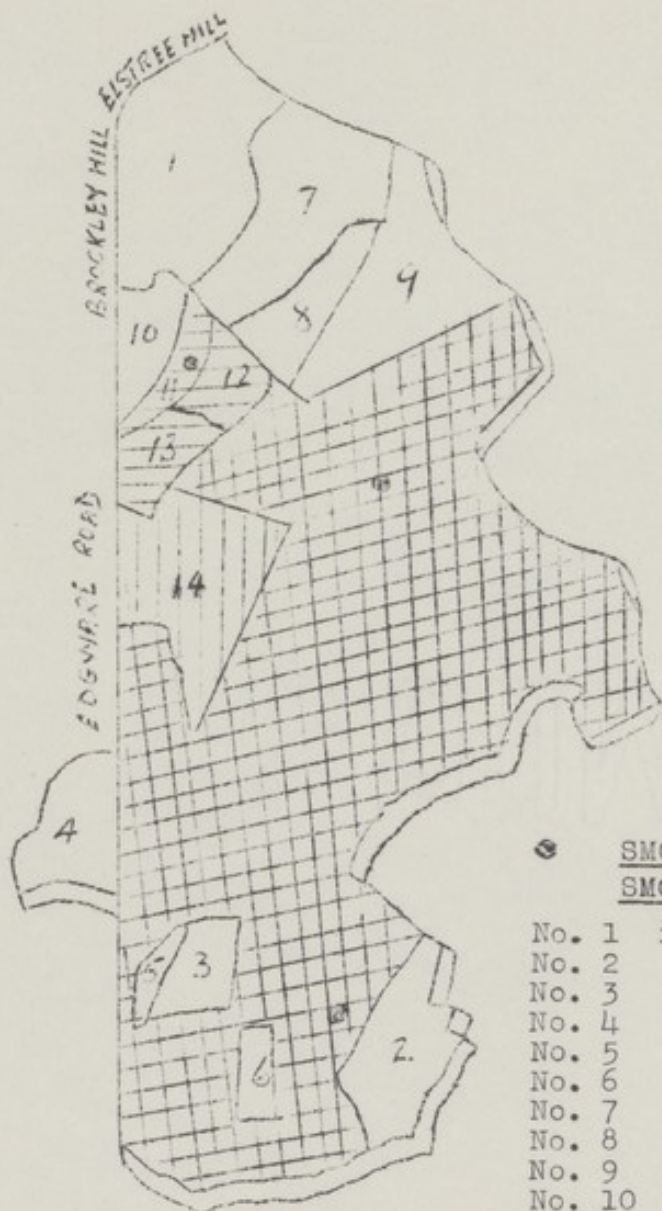 ELSTREE HILL
BROCKLEY HILL
1
7
8
9
10
11
12
13
EDGWARE ROAD
14
4
5
3
6
2
SMO
SMO
No. 1
No. 2
No. 3
No. 4
No. 5
No. 6
No. 7
No. 8
No. 9
No. 10